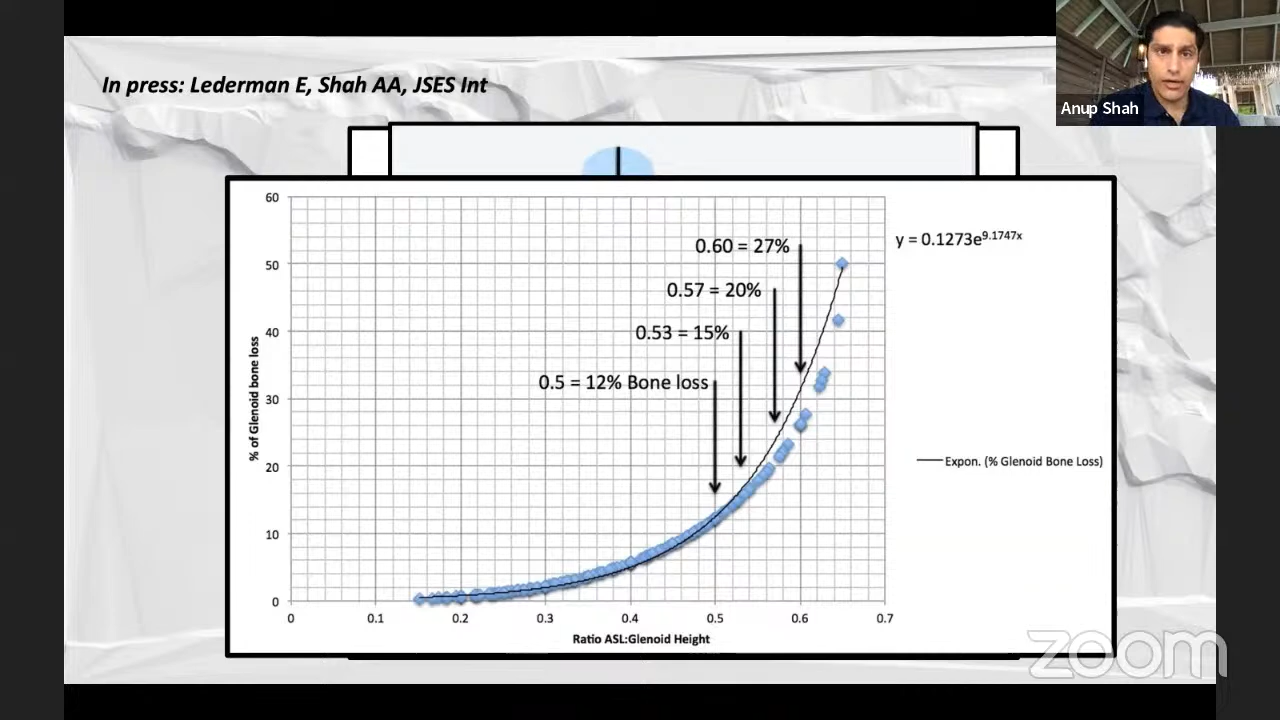 In press: Lederman E, Shah AA, JSES Int
Anup Shah
60
50
40
30
20
10
0
% of Glenoid bone loss
0.60 = 27%
0.57 = 20%
0.53 = 15%
0.5 = 12% Bone loss
y = 0.1273e^9.1747x
Expon. (% Glenoid Bone Loss)
0 0.1 0.2 0.3 0.4 0.5 0.6 0.7
Ratio ASL:Glenoid Height
zoom